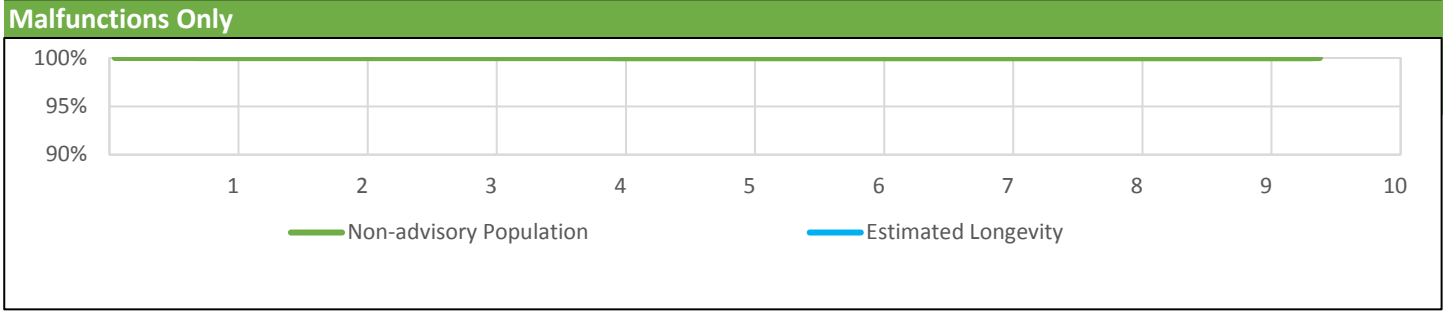 Malfunctions Only
100%
95%
90%
1 2 3 4 5 6 7 8 9 10
Non-advisory Population Estimated Longevity